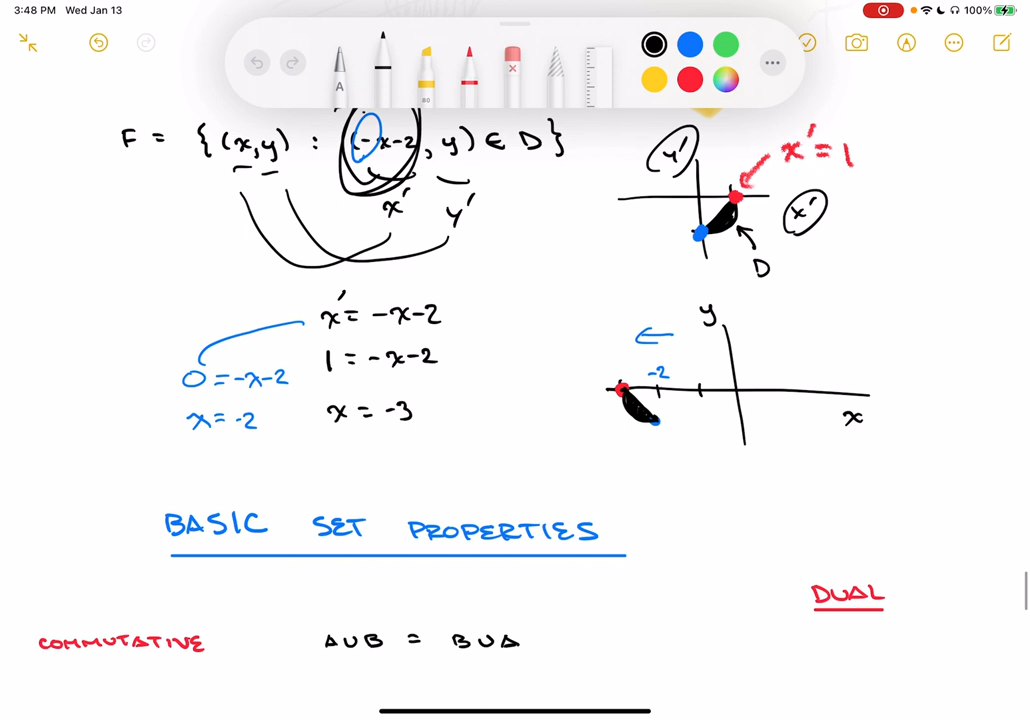 3:48 PM Wed Jan 13
100%
A
80
F = {(x,y) : (-x-2, y) ∈ D}
x'
y'
y'
x' = 1
x'
D
x' = -x-2
1 = -x-2
x = -3
0 = -x-2
x = -2
y
-2
x
BASIC SET PROPERTIES
DUAL
COMMUTATIVE A∪B = B∪A